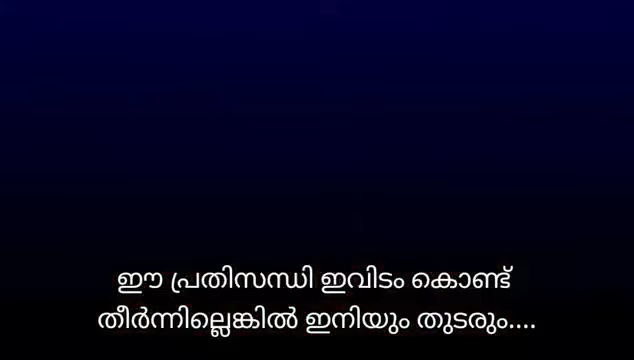 ഈ പ്രതിസന്ധി ഇവിടം കൊണ്ട്
തീർന്നില്ലെങ്കിൽ ഇനിയും തുടരും....